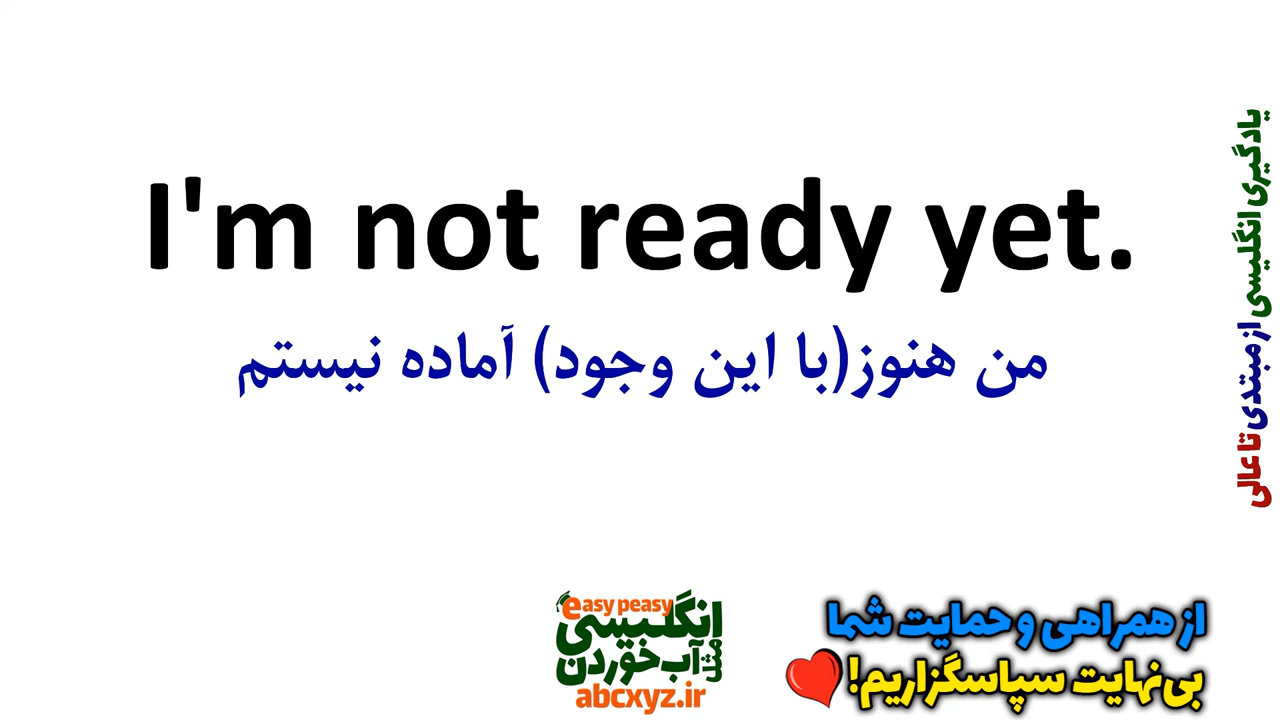 I'm not ready yet.
من هنوز(با این وجود) آماده نیستم
یادگیری انگلیسی از مبتدی تا عالی
easy peasy
انگلیسی
مثل آب خوردن
abcxyz.ir
از همراهی و حمایت شما
بی‌نهایت سپاسگزاریم!